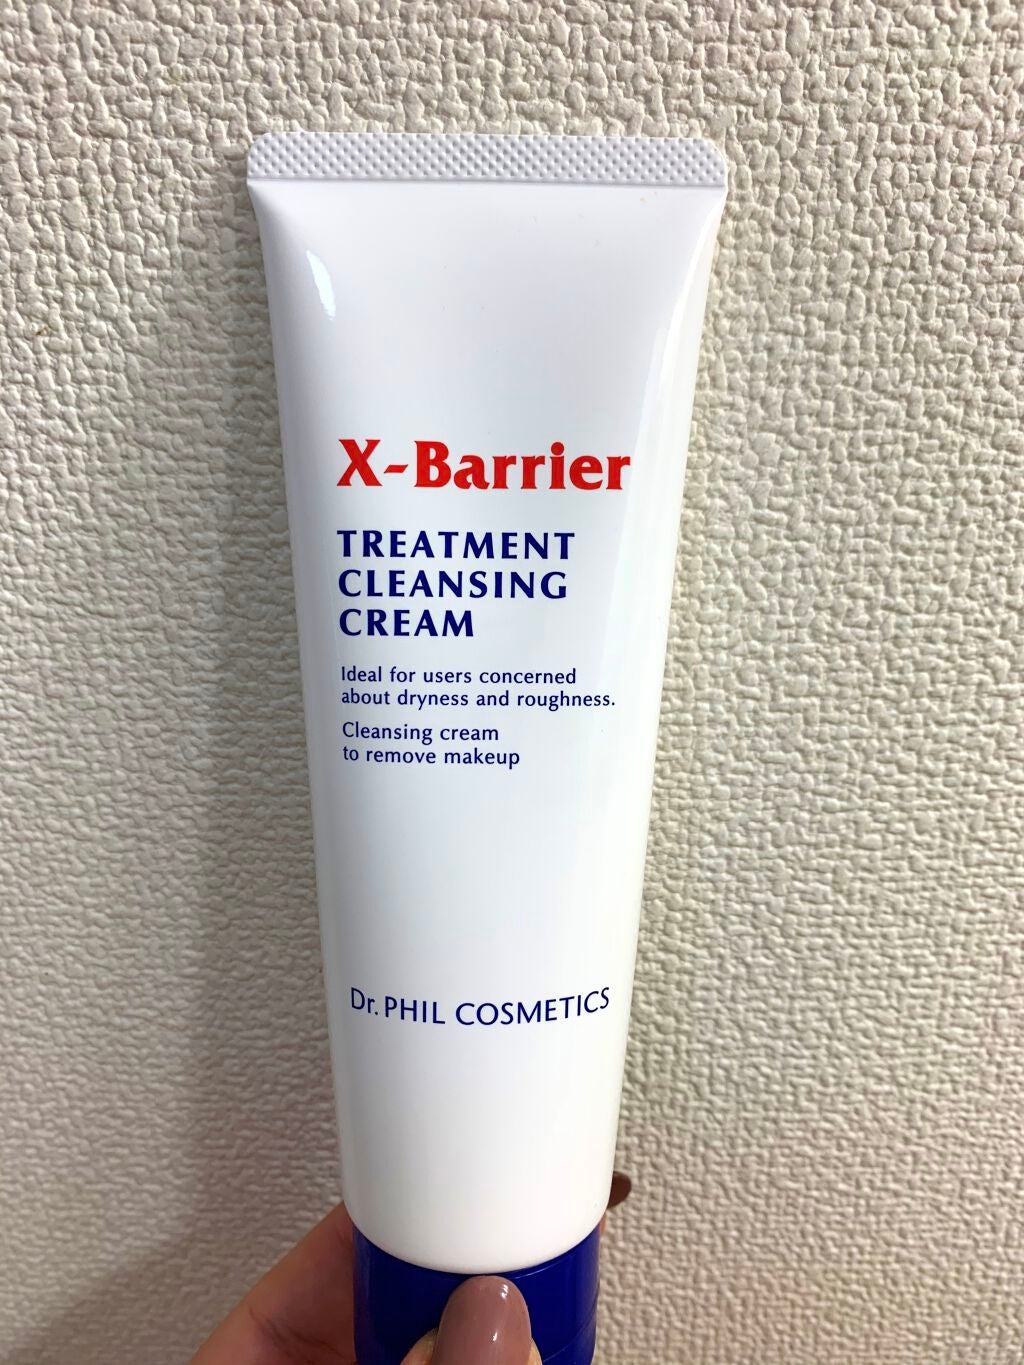 X-Barrier
TREATMENT
CLEANSING
CREAM
Ideal for users concerned
about dryness and roughness.
Cleansing cream
to remove makeup
Dr. PHIL COSMETICS